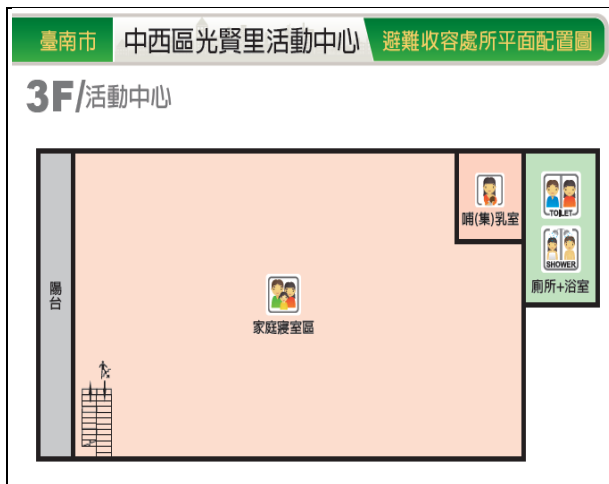 臺南市 中西區光賢里活動中心 避難收容處所平面配置圖
3F/活動中心
哺(集)乳室
TOILET
SHOWER
廁所+浴室
陽台
家庭寢室區